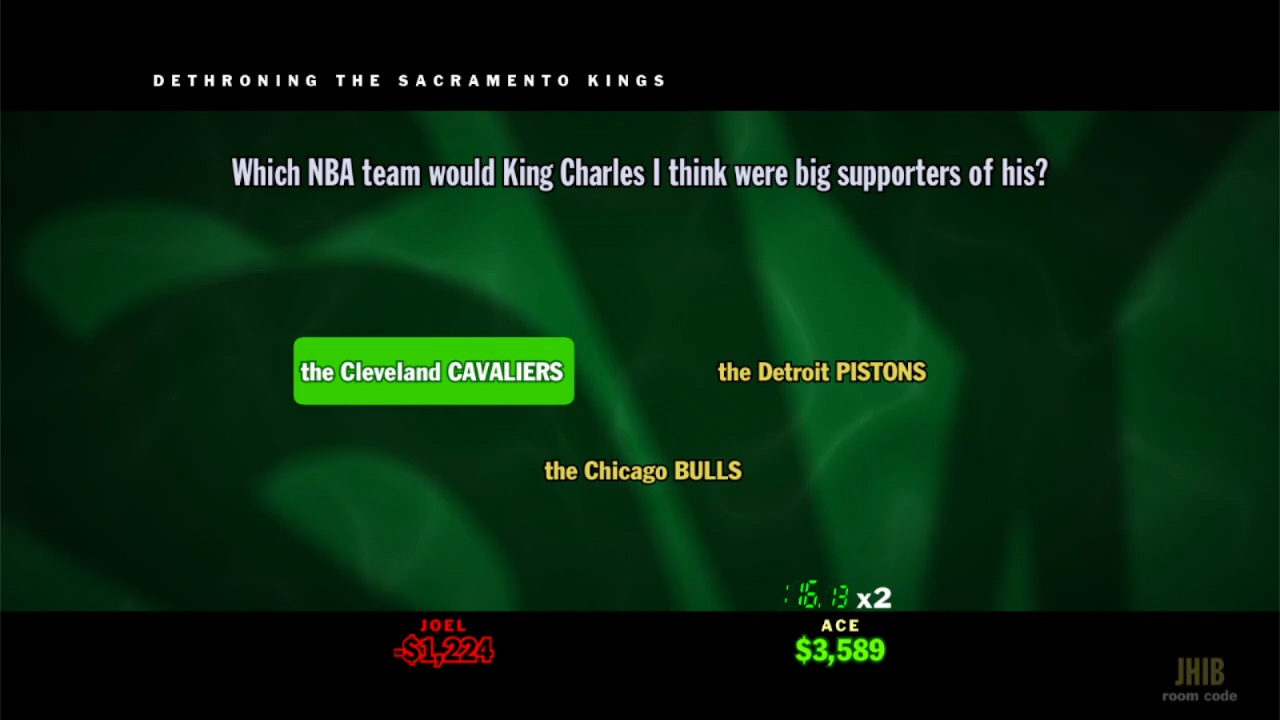 DETHRONING THE SACRAMENTO KINGS
Which NBA team would King Charles I think were big supporters of his?
the Cleveland CAVALIERS
the Detroit PISTONS
the Chicago BULLS
:16.13 x2
JOEL
ACE
-$1,224
$3,589
JHIB
room code